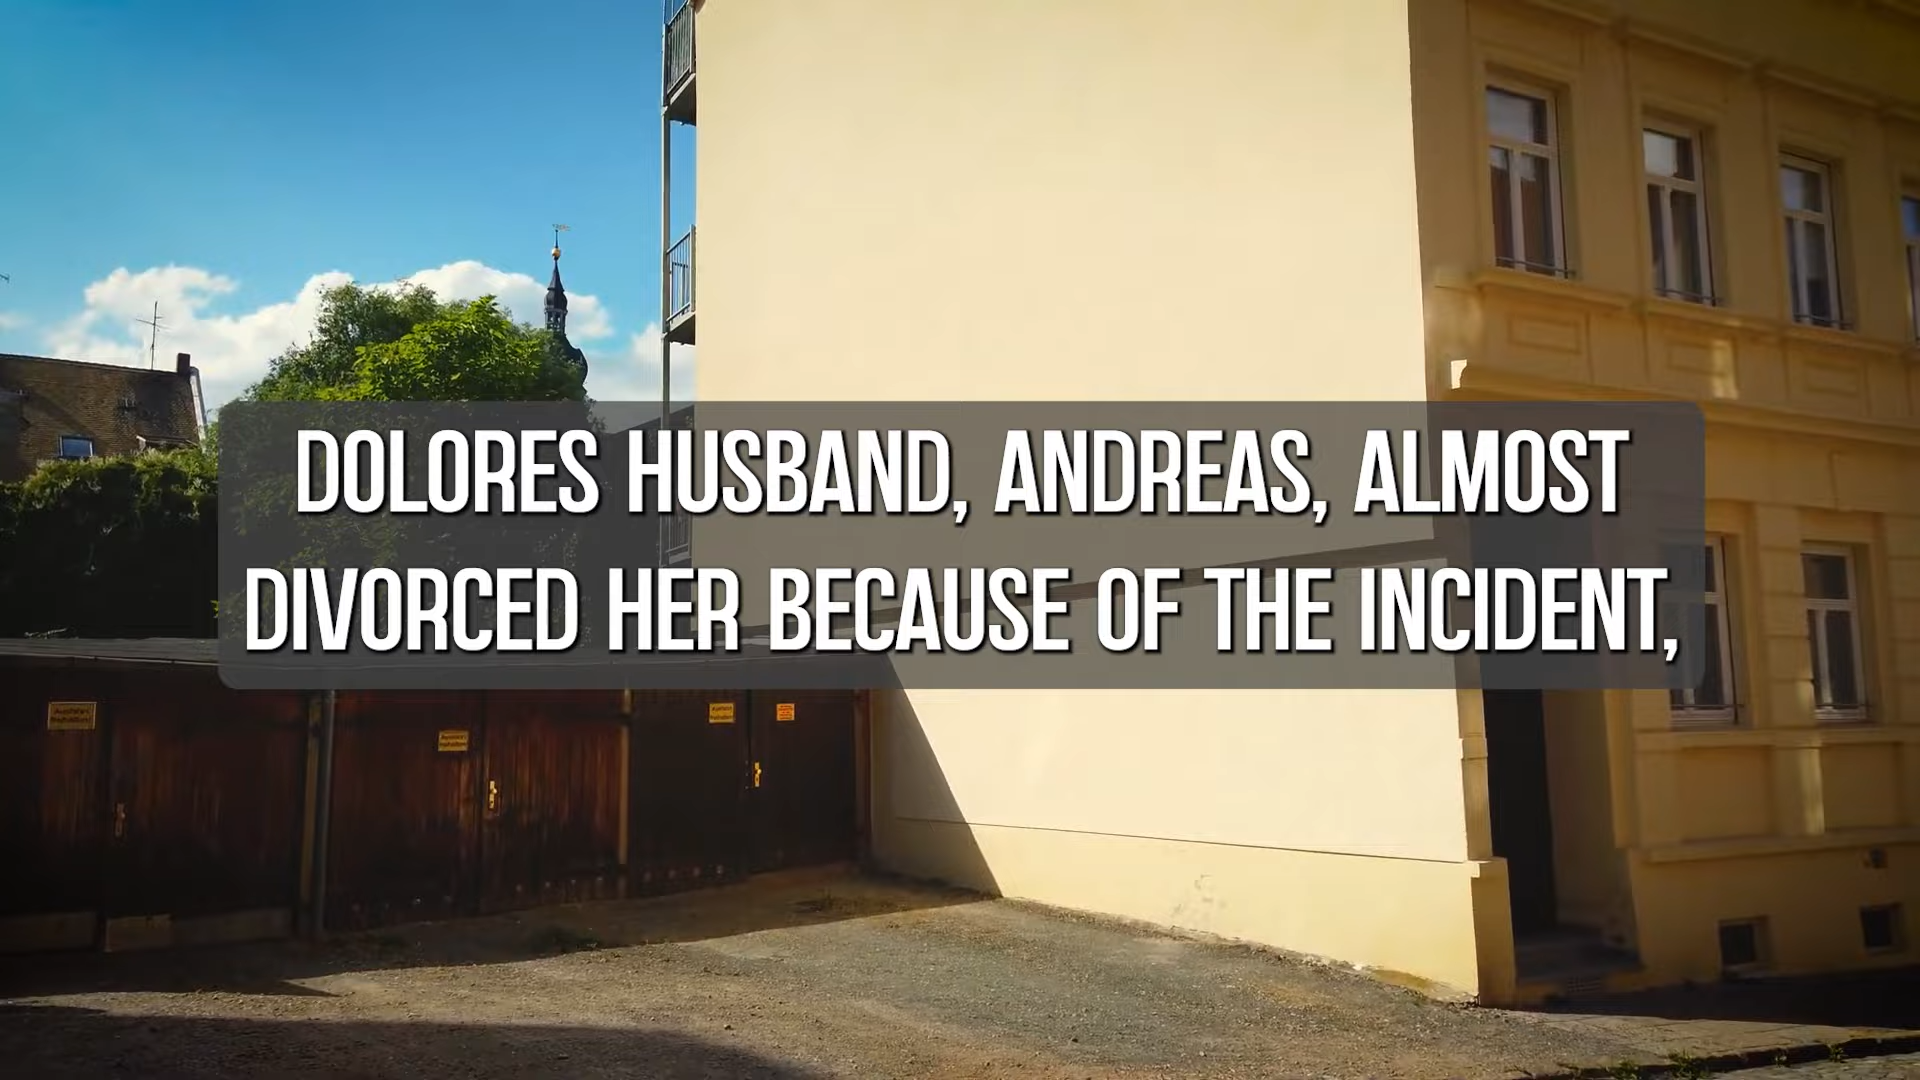 DOLORES HUSBAND, ANDREAS, ALMOST
DIVORCED HER BECAUSE OF THE INCIDENT,